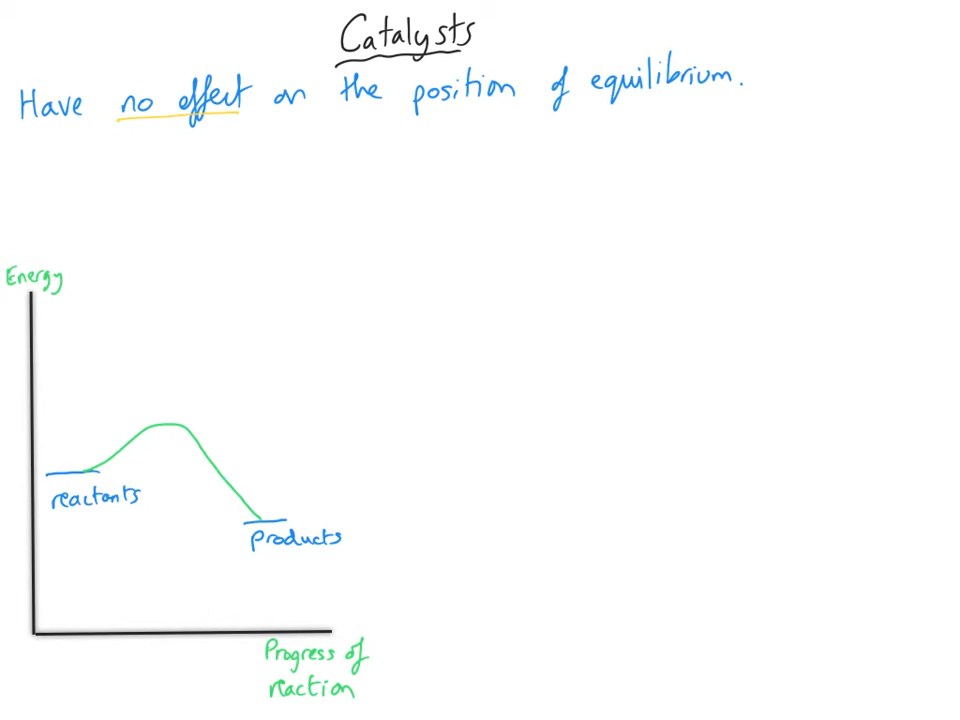 Catalysts
Have no effect on the position of equilibrium.
Energy
reactants
products
Progress of
reaction